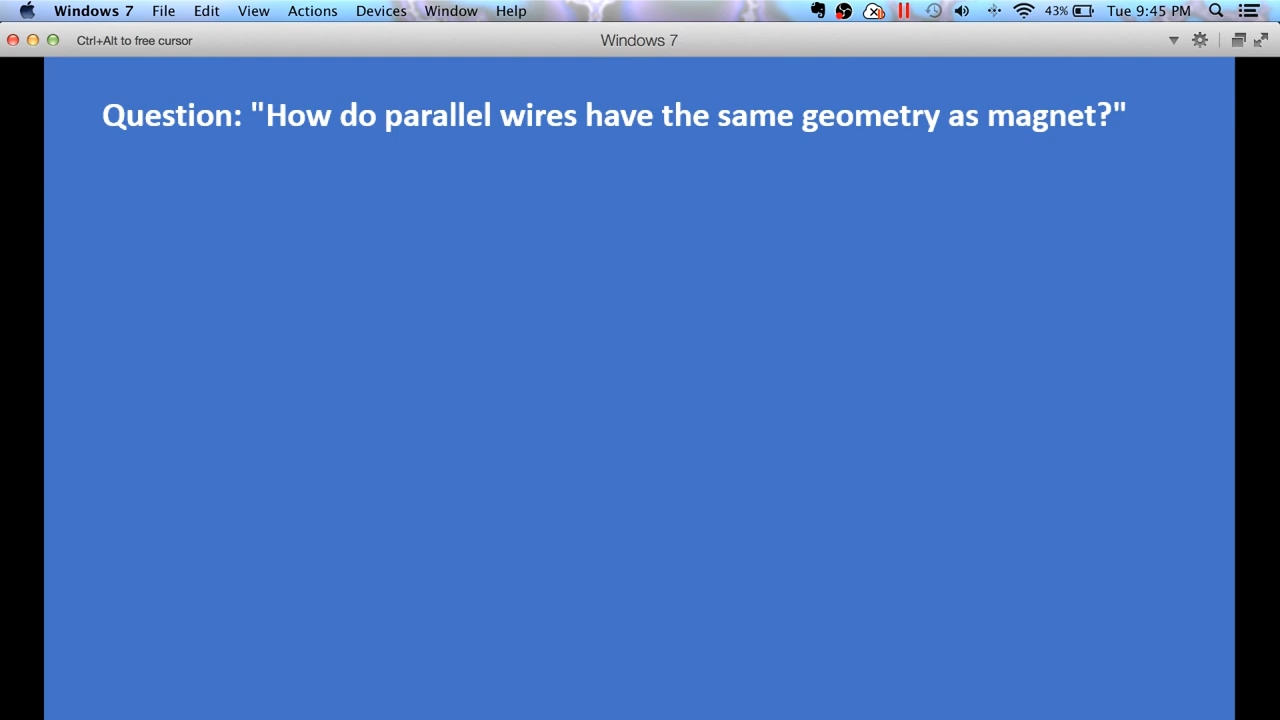 Windows 7 File Edit View Actions Devices Window Help 43% Tue 9:45 PM
Ctrl+Alt to free cursor Windows 7
Question: "How do parallel wires have the same geometry as magnet?"